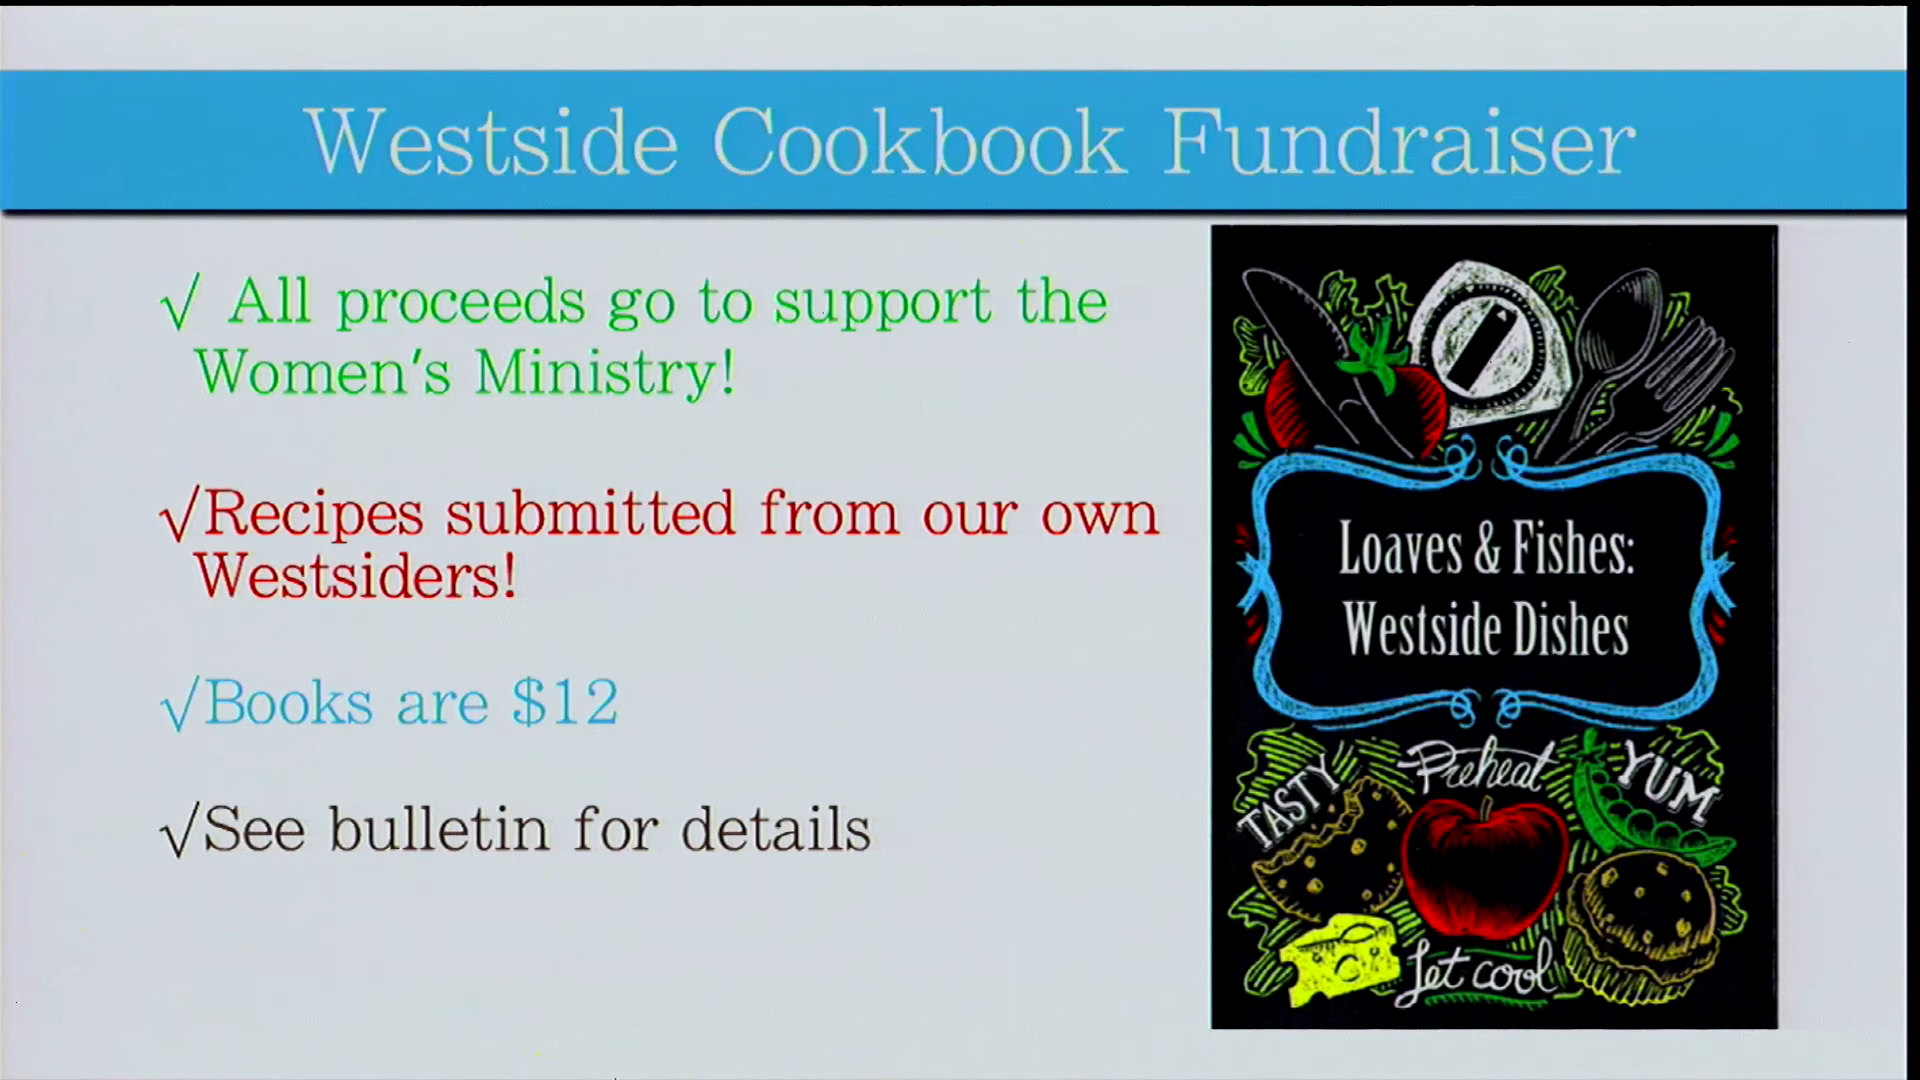 Westside Cookbook Fundraiser
√ All proceeds go to support the
Women's Ministry!
√Recipes submitted from our own
Westsiders!
√Books are $12
√See bulletin for details
Loaves & Fishes:
Westside Dishes
TASTY
Preheat
YUM
Let cool